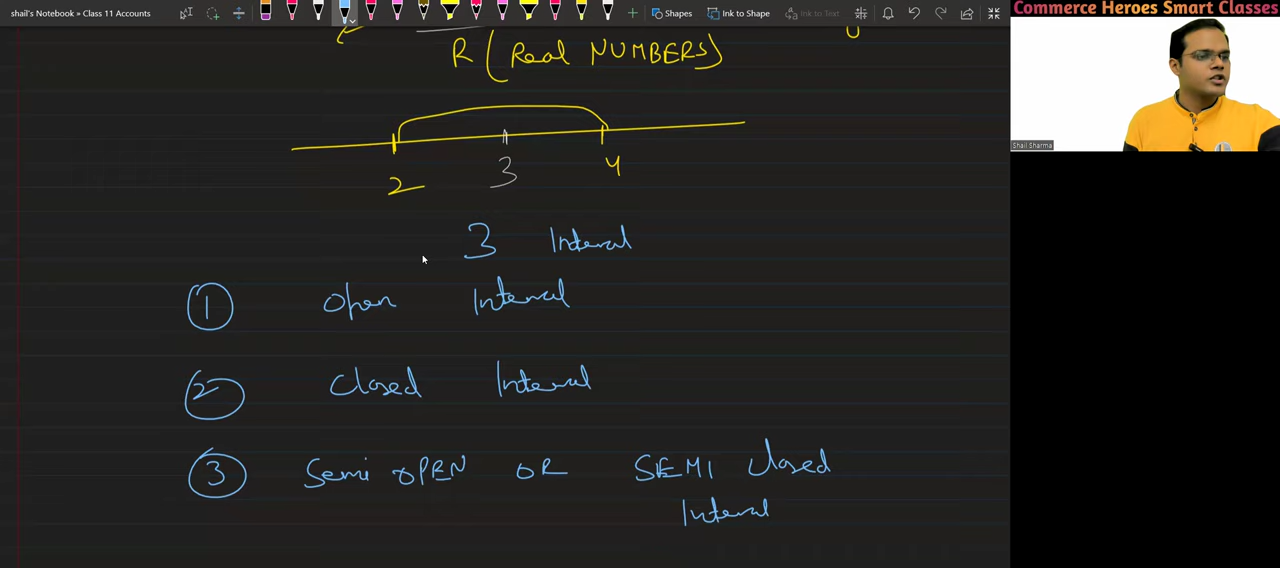 shail's Notebook » Class 11 Accounts
Shapes
Ink to Shape
Ink to Text
Commerce Heroes Smart Classes
Shail Sharma
R (Real NUMBERS)
2 3 4
3 Interval
1 Open Interval
2 Closed Interval
3 Semi OPEN OR SEMI Closed
Interval